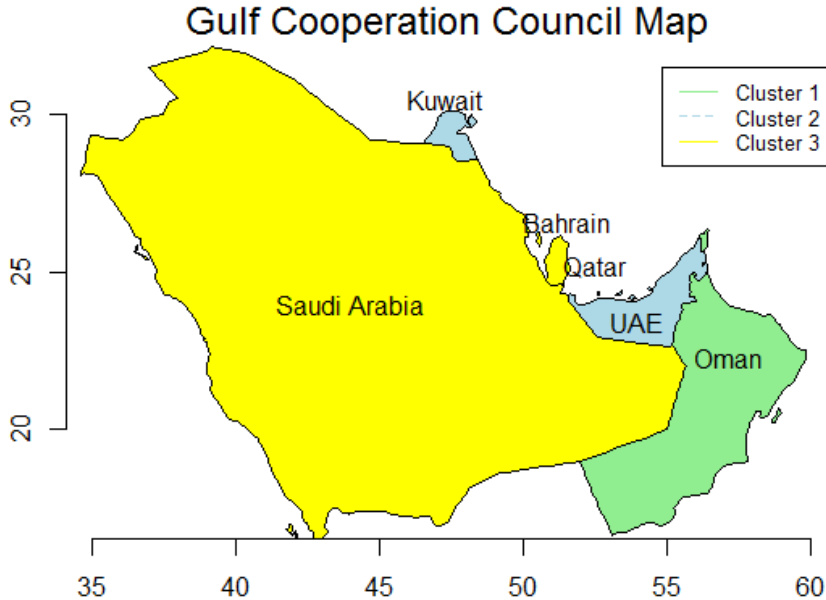 Gulf Cooperation Council Map
Kuwait
Cluster 1
Cluster 2
Cluster 3
Bahrain
Qatar
Saudi Arabia
UAE
Oman
30
25
20
35 40 45 50 55 60